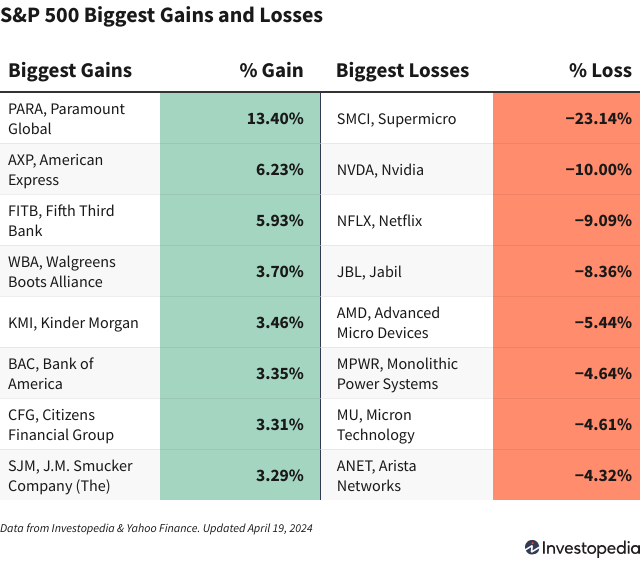 S&P 500 Biggest Gains and Losses
Biggest Gains % Gain Biggest Losses % Loss
PARA, Paramount
Global
13.40%
SMCI, Supermicro
−23.14%
AXP, American
Express
6.23%
NVDA, Nvidia
−10.00%
FITB, Fifth Third
Bank
5.93%
NFLX, Netflix
−9.09%
WBA, Walgreens
Boots Alliance
3.70%
JBL, Jabil
−8.36%
KMI, Kinder Morgan
3.46%
AMD, Advanced
Micro Devices
−5.44%
BAC, Bank of
America
3.35%
MPWR, Monolithic
Power Systems
−4.64%
CFG, Citizens
Financial Group
3.31%
MU, Micron
Technology
−4.61%
SJM, J.M. Smucker
Company (The)
3.29%
ANET, Arista
Networks
−4.32%
Data from Investopedia & Yahoo Finance. Updated April 19, 2024
Investopedia